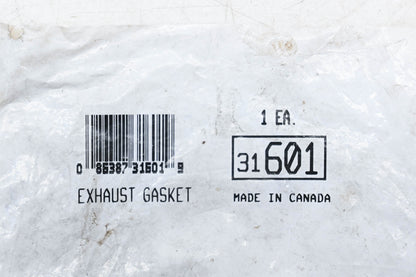 1 EA.
31601
0 86387 31601 9
EXHAUST GASKET
MADE IN CANADA